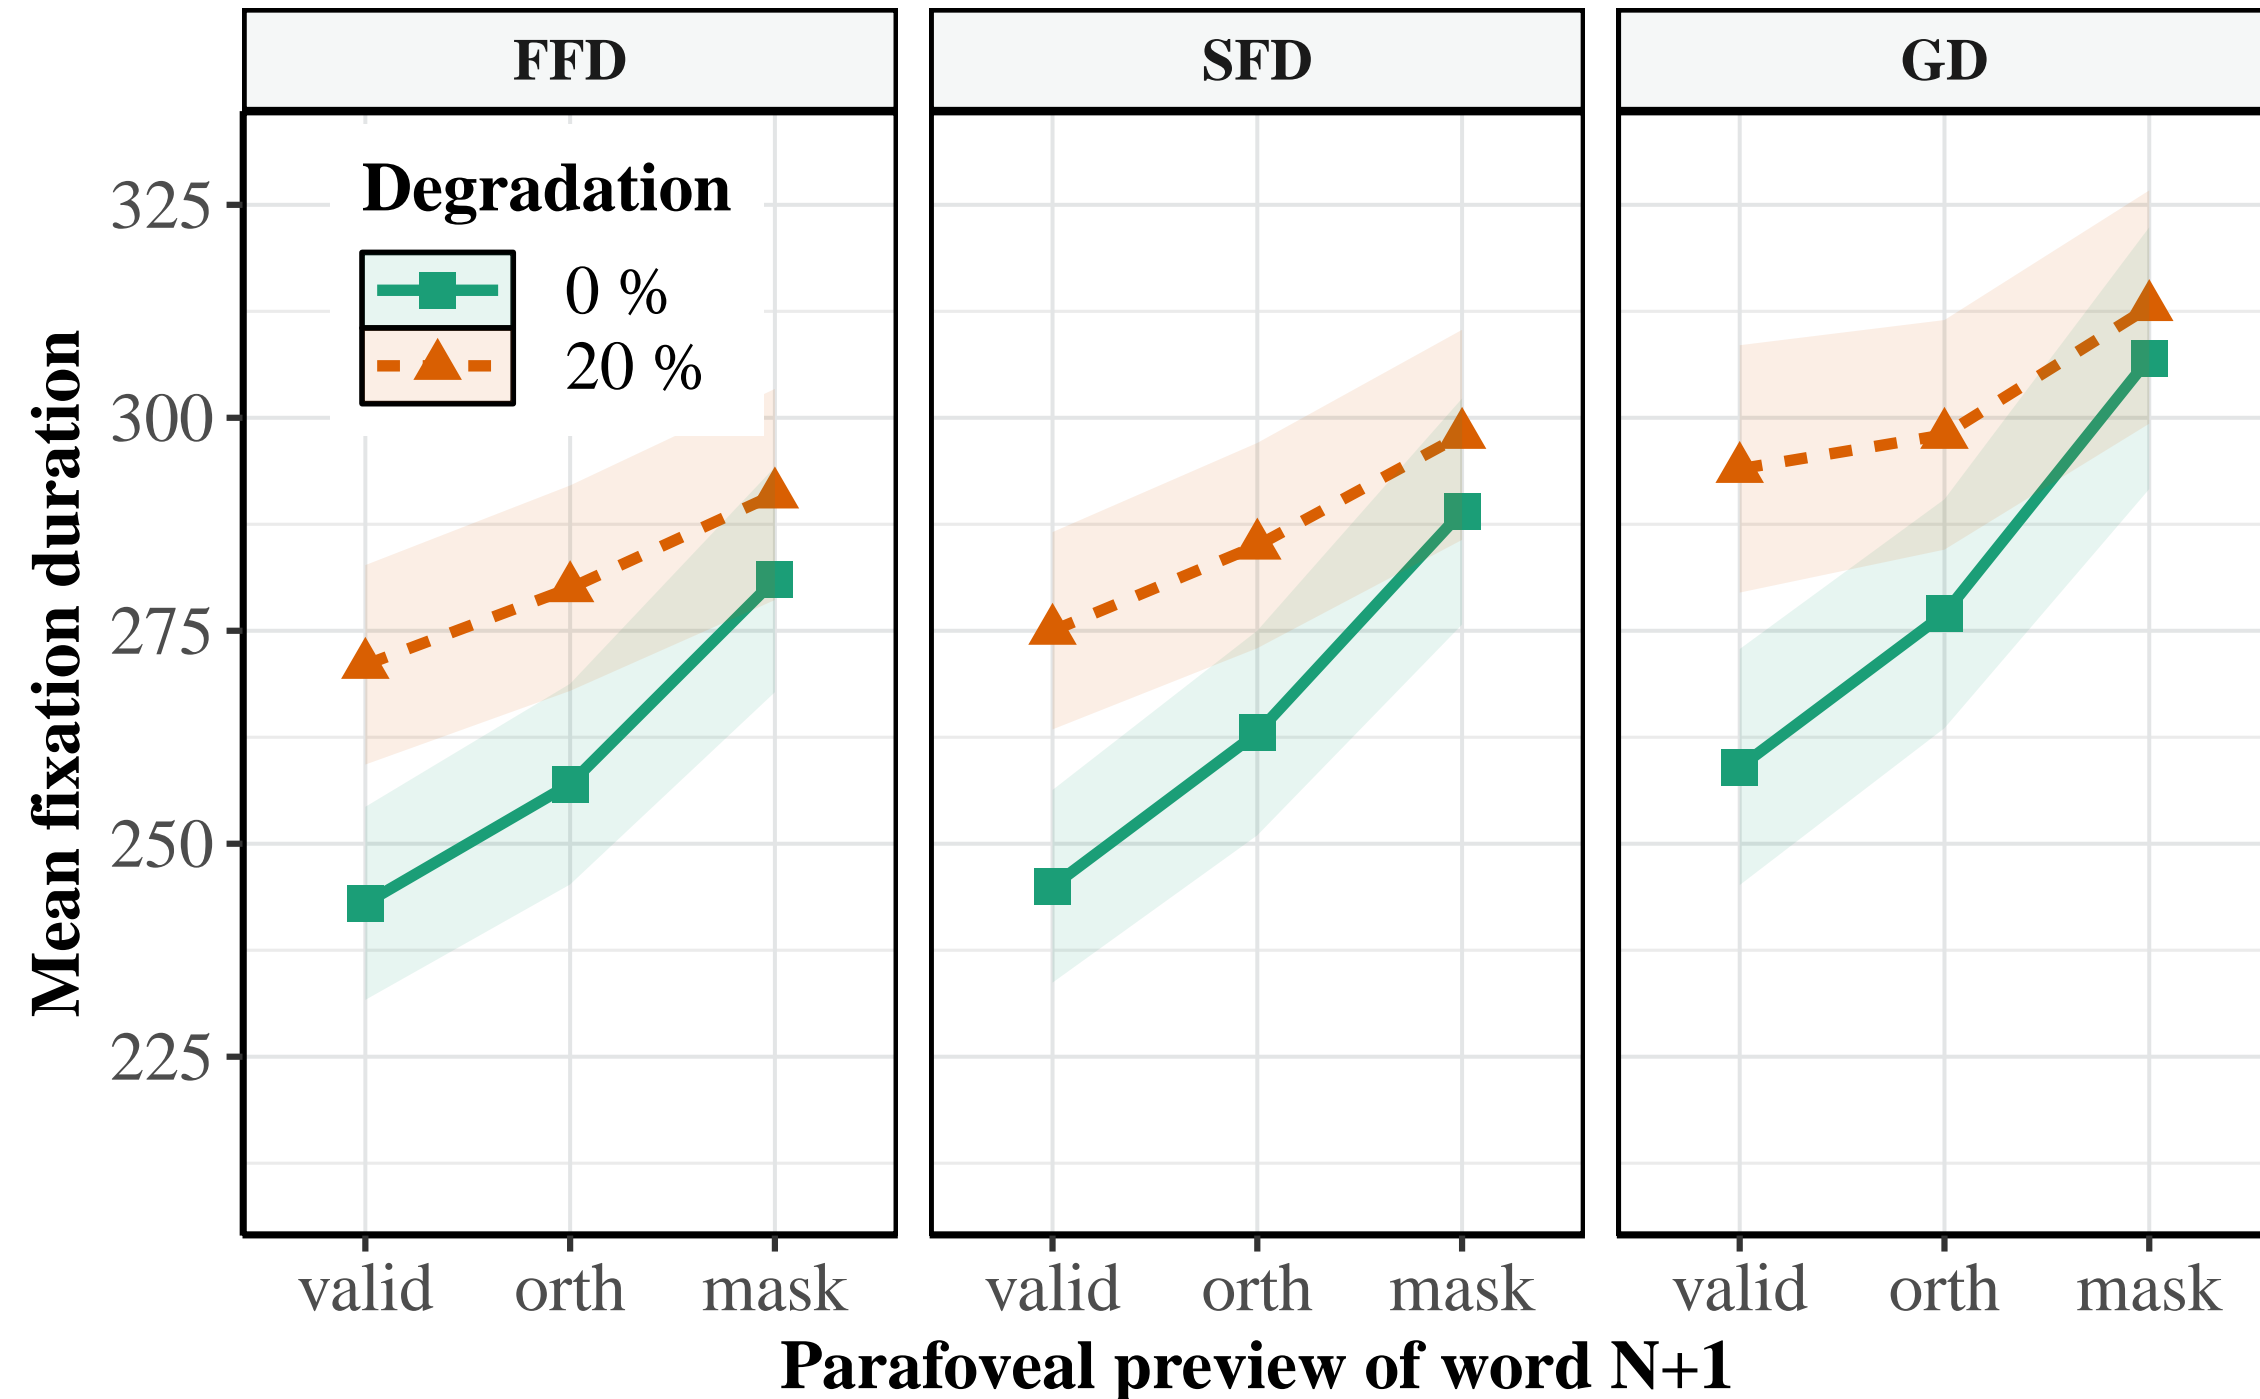 FFD
SFD
GD
Degradation
0 %
20 %
Mean fixation duration
325
300
275
250
225
valid orth mask
valid orth mask
valid orth mask
Parafoveal preview of word N+1